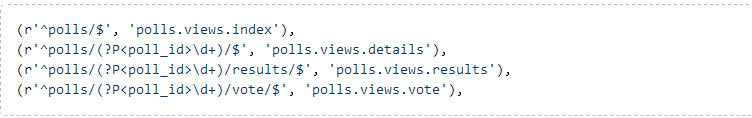 (r'^polls/$', 'polls.views.index'),
(r'^polls/(?P<poll_id>\d+)/$', 'polls.views.details'),
(r'^polls/(?P<poll_id>\d+)/results/$', 'polls.views.results'),
(r'^polls/(?P<poll_id>\d+)/vote/$', 'polls.views.vote'),